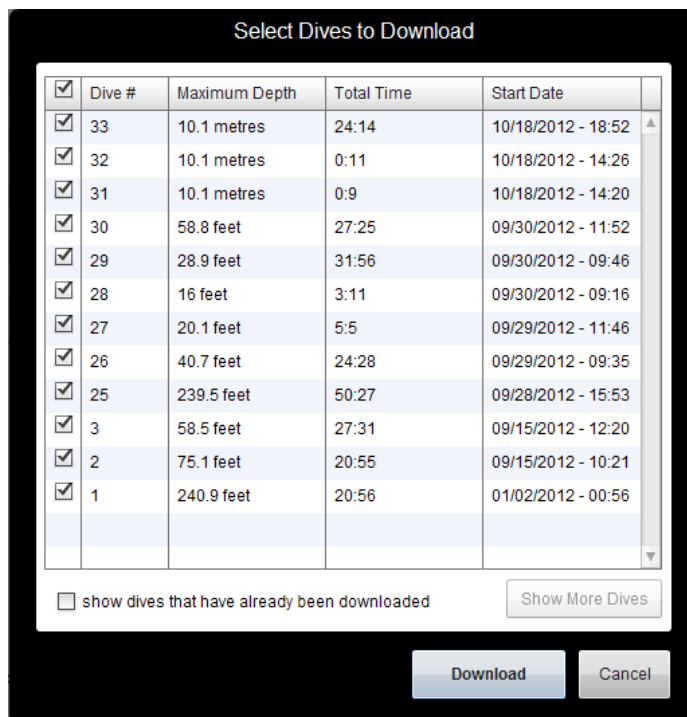 Select Dives to Download
Dive # Maximum Depth Total Time Start Date
33 10.1 metres 24:14 10/18/2012 - 18:52
32 10.1 metres 0:11 10/18/2012 - 14:26
31 10.1 metres 0:9 10/18/2012 - 14:20
30 58.8 feet 27:25 09/30/2012 - 11:52
29 28.9 feet 31:56 09/30/2012 - 09:46
28 16 feet 3:11 09/30/2012 - 09:16
27 20.1 feet 5:5 09/29/2012 - 11:46
26 40.7 feet 24:28 09/29/2012 - 09:35
25 239.5 feet 50:27 09/28/2012 - 15:53
3 58.5 feet 27:31 09/15/2012 - 12:20
2 75.1 feet 20:55 09/15/2012 - 10:21
1 240.9 feet 20:56 01/02/2012 - 00:56
show dives that have already been downloaded Show More Dives
Download Cancel